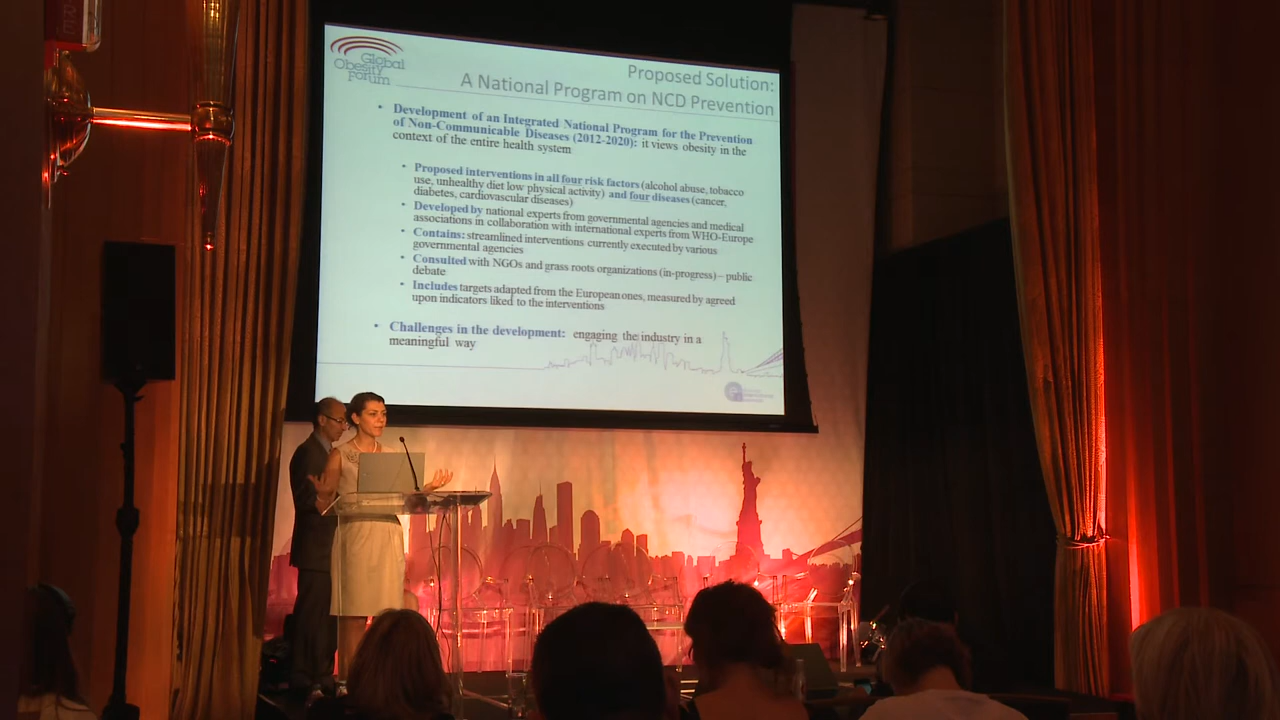 Global
Obesity
Forum
Proposed Solution:
A National Program on NCD Prevention
• Development of an Integrated National Program for the Prevention
of Non-Communicable Diseases (2012-2020): it views obesity in the
context of the entire health system
• Proposed interventions in all four risk factors (alcohol abuse, tobacco
use, unhealthy diet low physical activity) and four diseases (cancer,
diabetes, cardiovascular diseases)
• Developed by national experts from governmental agencies and medical
associations in collaboration with international experts from WHO-Europe
• Contains: streamlined interventions currently executed by various
governmental agencies
• Consulted with NGOs and grass roots organizations (in-progress) – public
debate
• Includes targets adapted from the European ones, measured by agreed
upon indicators liked to the interventions
• Challenges in the development: engaging the industry in a
meaningful way